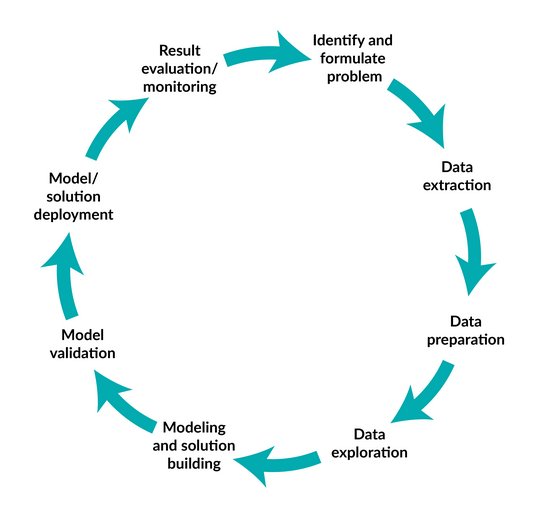 Identify and
formulate
problem
Data
extraction
Data
preparation
Data
exploration
Modeling
and solution
building
Model
validation
Model/
solution
deployment
Result
evaluation/
monitoring